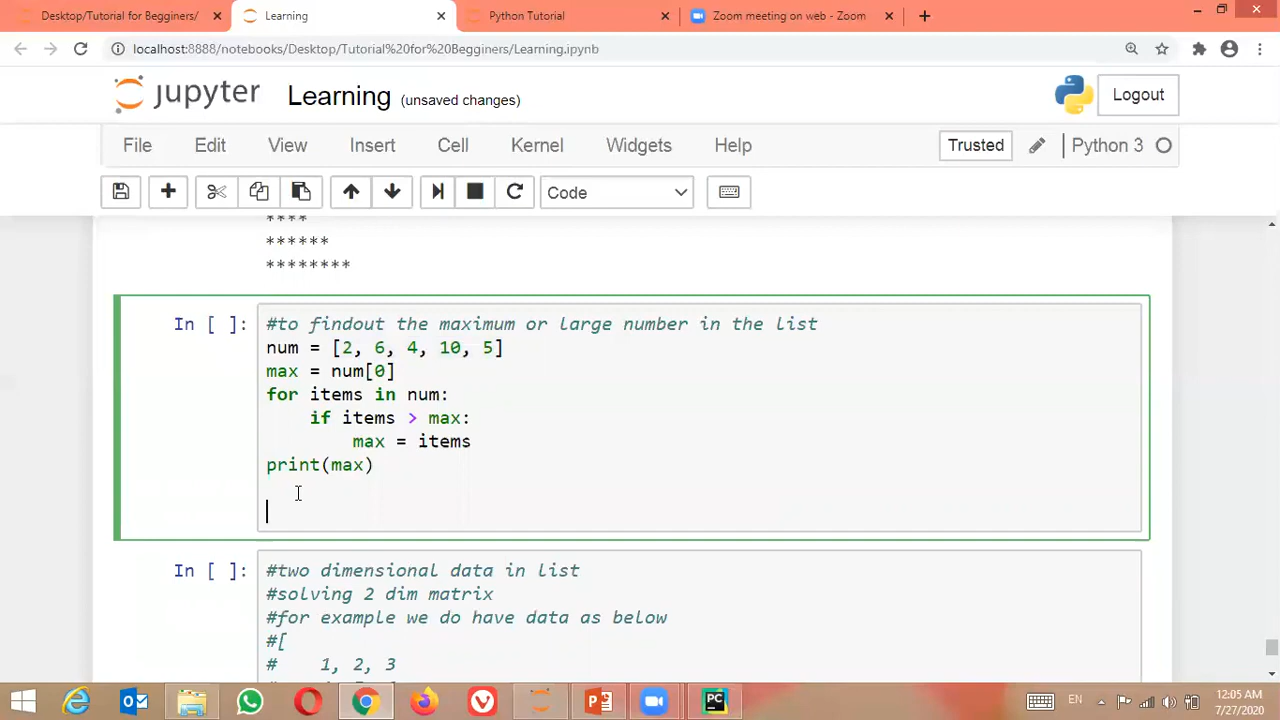 Desktop/Tutorial for Begginers/
Learning
Python Tutorial
Zoom meeting on web - Zoom
localhost:8888/notebooks/Desktop/Tutorial%20for%20Begginers/Learning.ipynb
jupyter
Learning (unsaved changes)
Logout
File Edit View Insert Cell Kernel Widgets Help
Trusted
Python 3
Code
****
******
********
In [ ]:
#to findout the maximum or large number in the list
num = [2, 6, 4, 10, 5]
max = num[0]
for items in num:
    if items > max:
        max = items
print(max)
In [ ]:
#two dimensional data in list
#solving 2 dim matrix
#for example we do have data as below
#[
#    1, 2, 3
EN
12:05 AM
7/27/2020